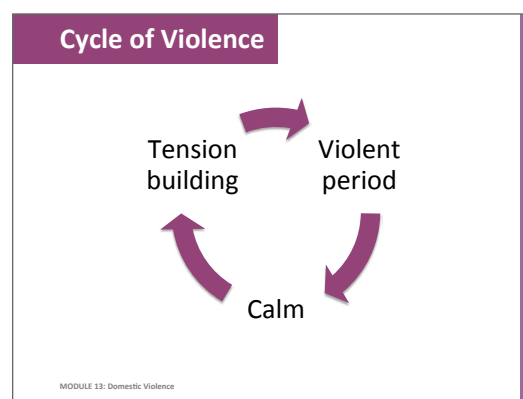 Cycle of Violence
Tension
building
Violent
period
Calm
MODULE 13: Domestic Violence